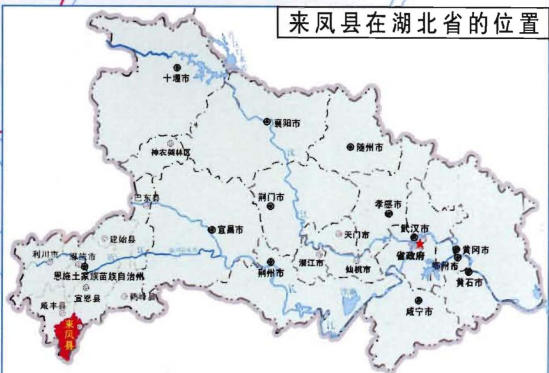 来凤县在湖北省的位置
十堰市
襄阳市
神农架林区
随州市
巴东县
荆门市
孝感市
建始县
宜昌市
天门市
武汉市
黄冈市
利川市
恩施市
省政府
鄂州市
恩施土家族苗族自治州
荆州市
潜江市
仙桃市
黄石市
宣恩县
鹤峰县
咸丰县
咸宁市
来凤县